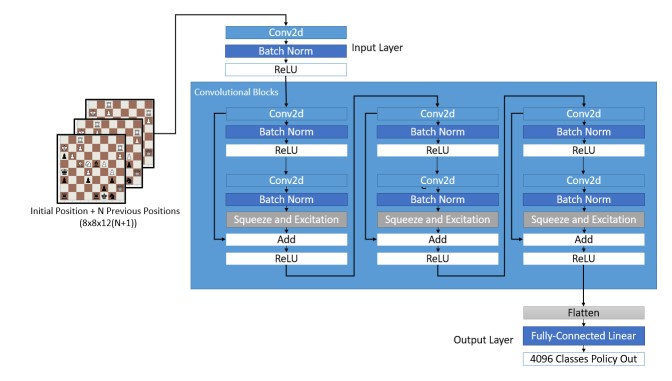 Conv2d
Batch Norm
ReLU
Input Layer
Initial Position + N Previous Positions
(8x8x12(N+1))
Convolutional Blocks
Conv2d
Batch Norm
ReLU
Conv2d
Batch Norm
Squeeze and Excitation
Add
ReLU
Conv2d
Batch Norm
ReLU
Conv2d
Batch Norm
Squeeze and Excitation
Add
ReLU
Conv2d
Batch Norm
ReLU
Conv2d
Batch Norm
Squeeze and Excitation
Add
ReLU
Output Layer
Flatten
Fully-Connected Linear
4096 Classes Policy Out